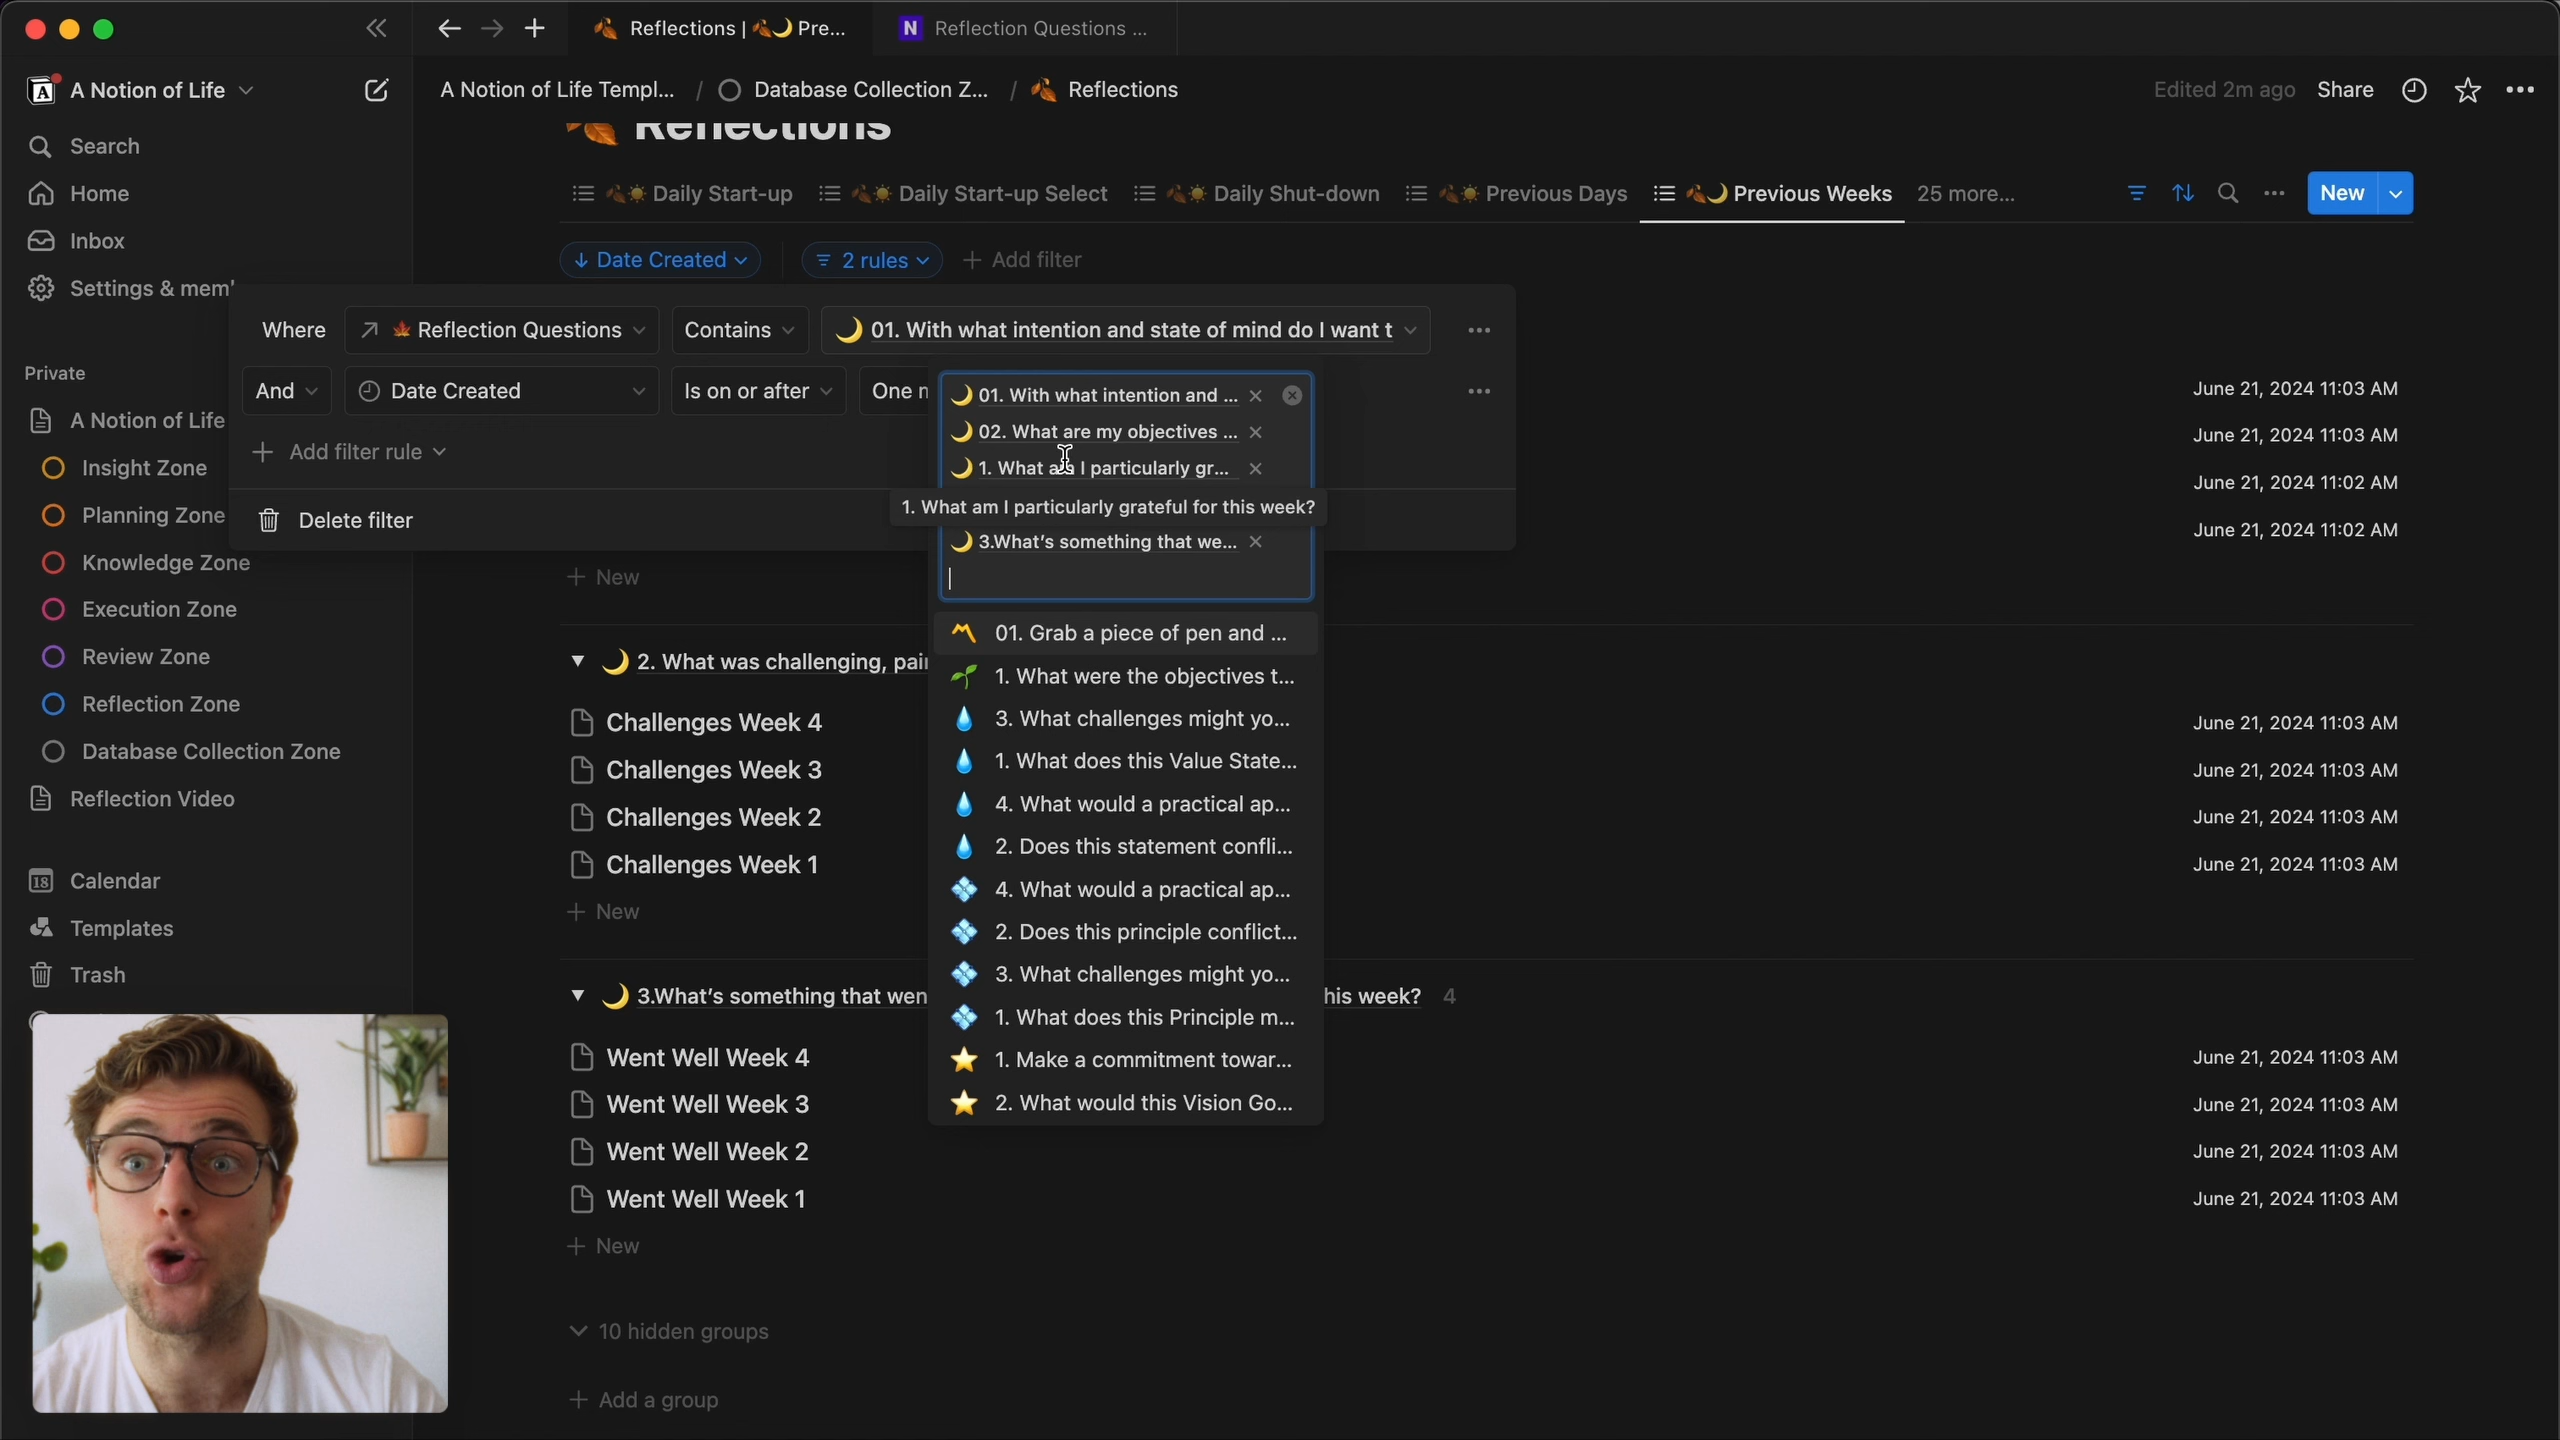 Reflections | Pre...
N Reflection Questions ...
A Notion of Life
A Notion of Life Templ... / Database Collection Z... / Reflections
Edited 2m ago Share
Search
Home
Inbox
Settings & mem
Private
A Notion of Life
Insight Zone
Planning Zone
Knowledge Zone
Execution Zone
Review Zone
Reflection Zone
Database Collection Zone
Reflection Video
18 Calendar
Templates
Trash
Reflections
Daily Start-up Daily Start-up Select Daily Shut-down Previous Days Previous Weeks 25 more... New
Date Created 2 rules + Add filter
Where Reflection Questions Contains 01. With what intention and state of mind do I want t
And Date Created Is on or after One
+ Add filter rule
Delete filter
01. With what intention and ...
02. What are my objectives ...
1. What am I particularly gr...
1. What am I particularly grateful for this week?
3.What's something that we...
01. Grab a piece of pen and ...
1. What were the objectives t...
3. What challenges might yo...
1. What does this Value State...
4. What would a practical ap...
2. Does this statement confli...
4. What would a practical ap...
2. Does this principle conflict...
3. What challenges might yo...
1. What does this Principle m...
1. Make a commitment towar...
2. What would this Vision Go...
June 21, 2024 11:03 AM
June 21, 2024 11:03 AM
June 21, 2024 11:02 AM
June 21, 2024 11:02 AM
+ New
2. What was challenging, pai
Challenges Week 4 June 21, 2024 11:03 AM
Challenges Week 3 June 21, 2024 11:03 AM
Challenges Week 2 June 21, 2024 11:03 AM
Challenges Week 1 June 21, 2024 11:03 AM
+ New
3.What's something that wen his week? 4
Went Well Week 4 June 21, 2024 11:03 AM
Went Well Week 3 June 21, 2024 11:03 AM
Went Well Week 2 June 21, 2024 11:03 AM
Went Well Week 1 June 21, 2024 11:03 AM
+ New
10 hidden groups
+ Add a group